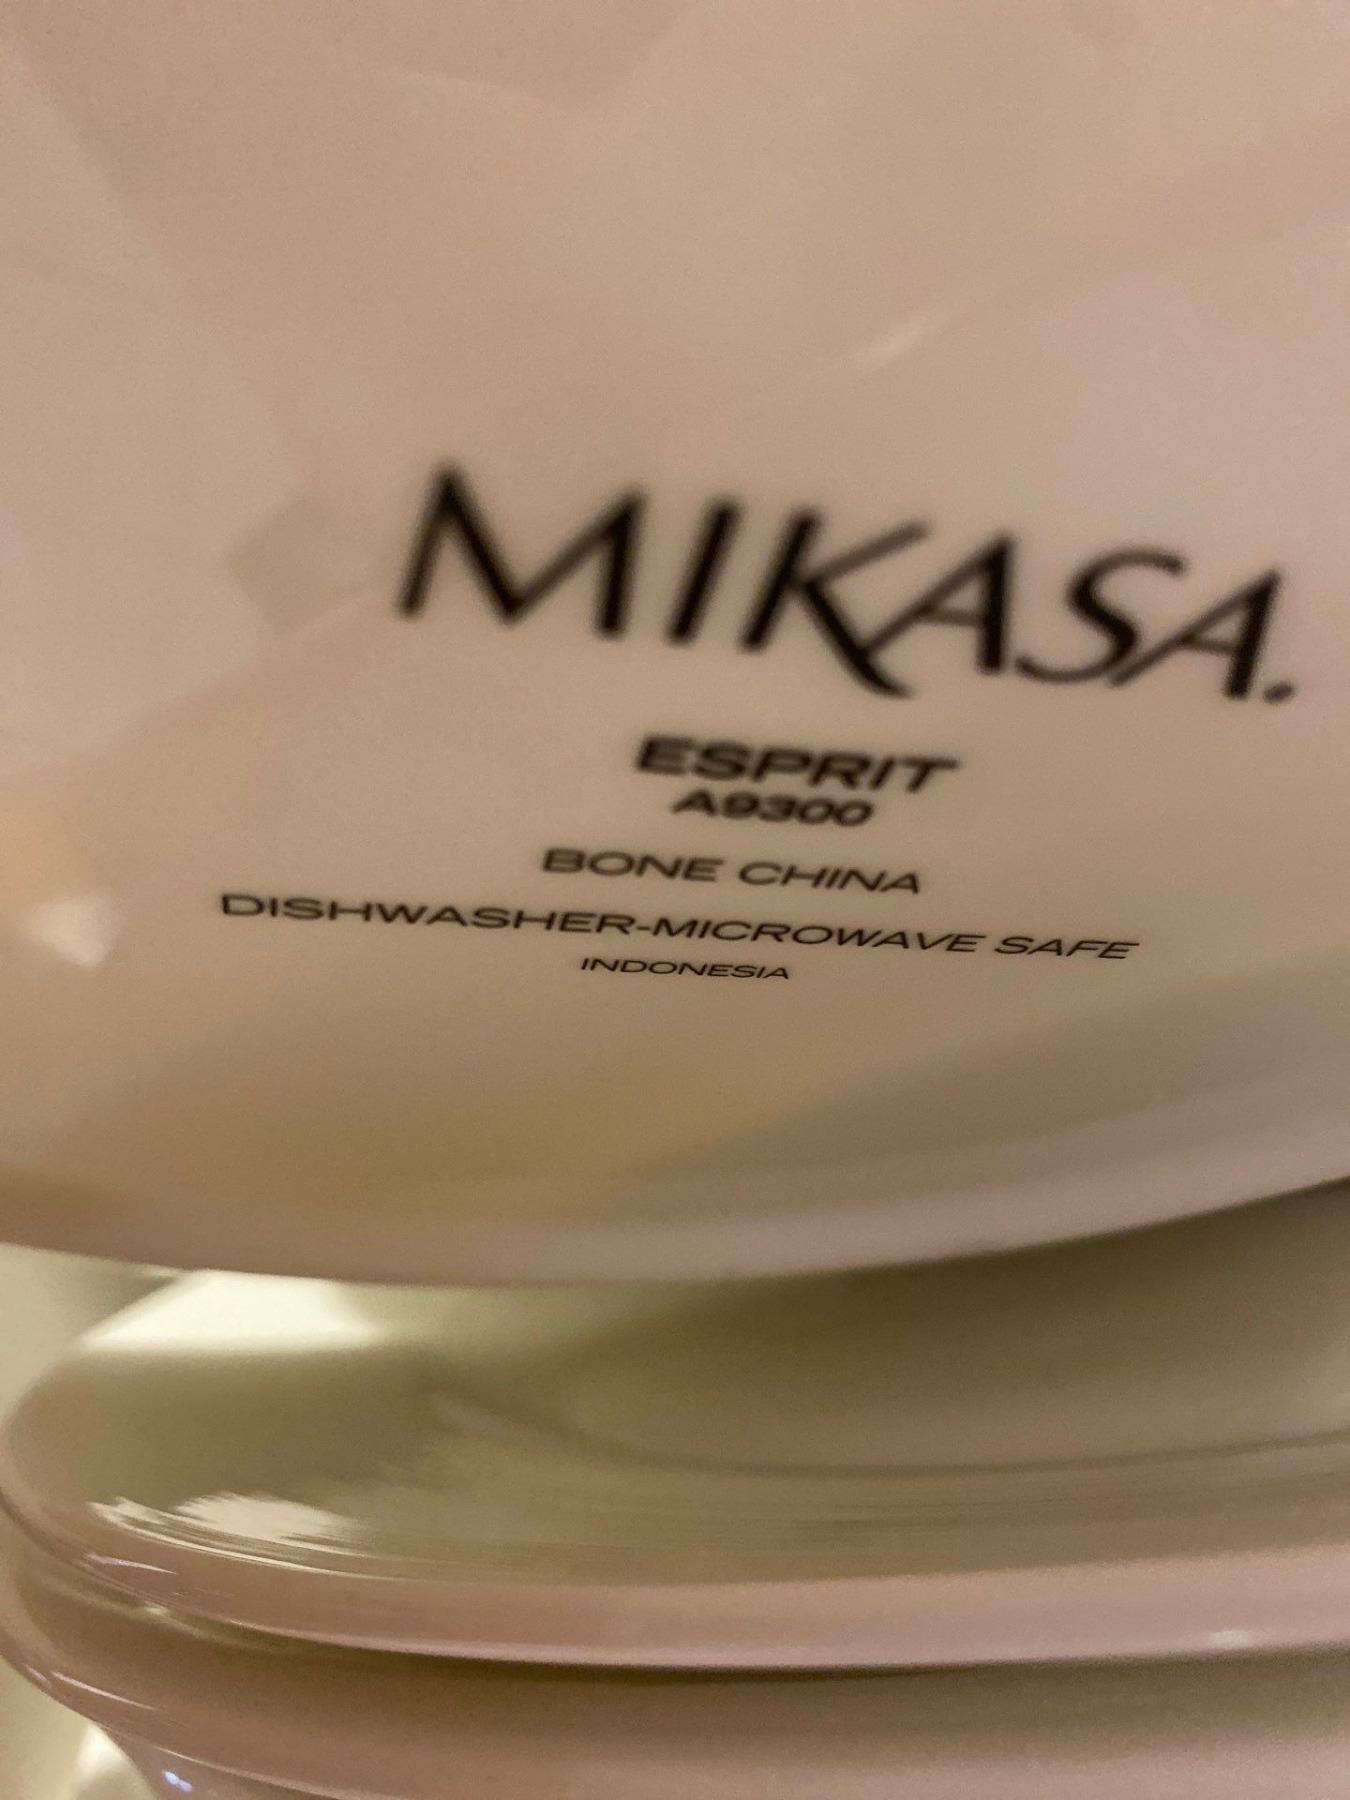 MIKASA.
ESPRIT
A9300
BONE CHINA
DISHWASHER-MICROWAVE SAFE
INDONESIA